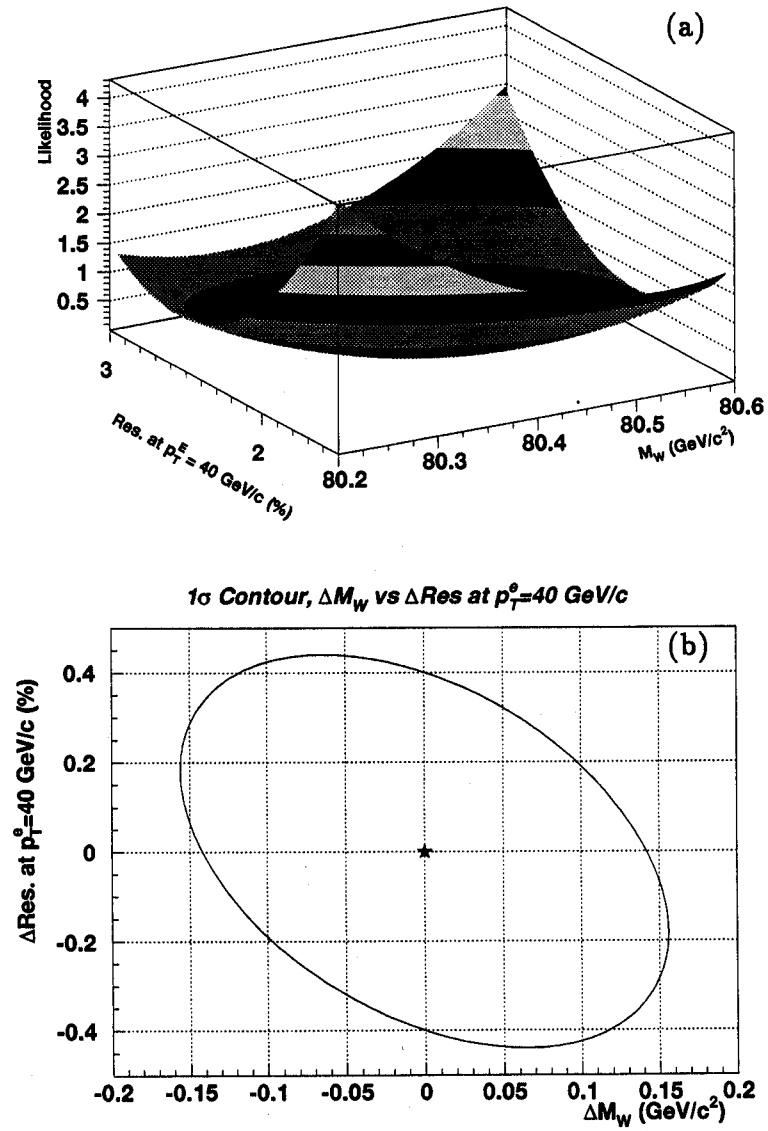 (a)
Likelihood
4
3.5
3
2.5
2
1.5
1
0.5
3
2
Res. at p_T^E = 40 GeV/c (%)
80.2
80.3
80.4
80.5
80.6
M_W (GeV/c²)
1σ Contour, ΔM_W vs ΔRes at p_T^e=40 GeV/c
(b)
ΔRes. at p_T^e=40 GeV/c (%)
0.4
0.2
0
-0.2
-0.4
-0.2 -0.15 -0.1 -0.05 0 0.05 0.1 0.15 0.2
ΔM_W (GeV/c²)